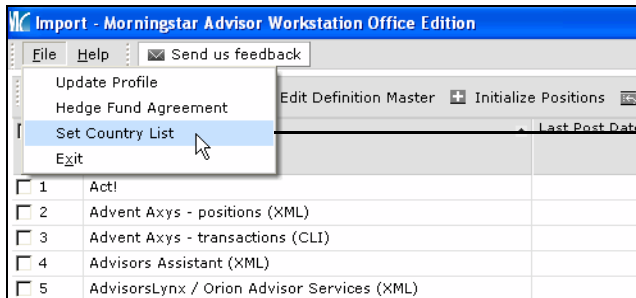 Import - Morningstar Advisor Workstation Office Edition
File Help Send us feedback
Update Profile
Hedge Fund Agreement
Set Country List
Exit
Edit Definition Master Initialize Positions
Last Post Date
1 Act!
2 Advent Axys - positions (XML)
3 Advent Axys - transactions (CLI)
4 Advisors Assistant (XML)
5 AdvisorsLynx / Orion Advisor Services (XML)